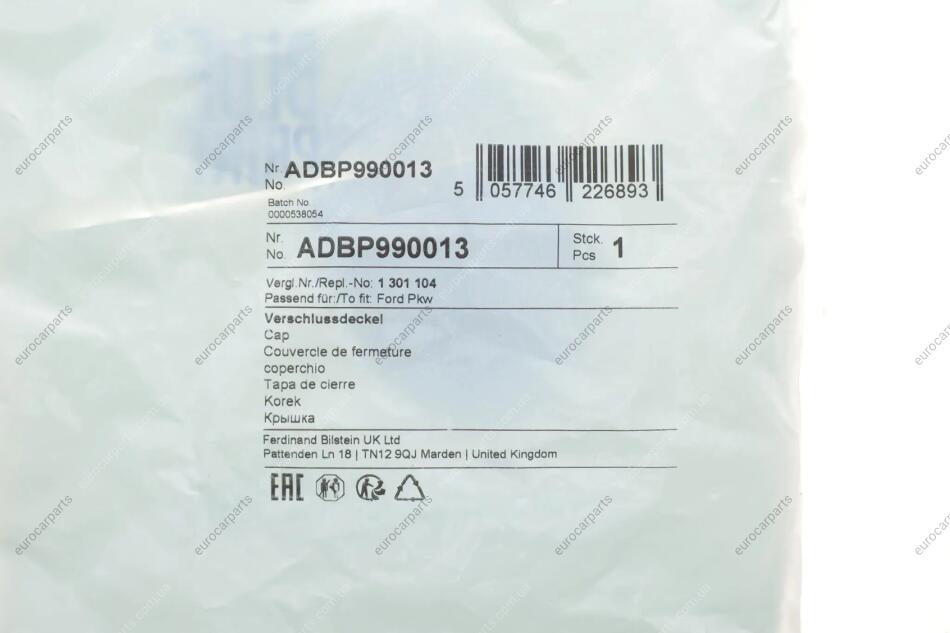 Nr. ADBP990013
No.
Batch No
0000538054
5 057746 226893
Nr. ADBP990013
No.
Stck. 1
Pcs
Vergl.Nr./Repl.-No: 1 301 104
Passend für:/To fit: Ford Pkw
Verschlussdeckel
Cap
Couvercle de fermeture
coperchio
Tapa de cierre
Korek
Крышка
Ferdinand Bilstein UK Ltd
Pattenden Ln 18 | TN12 9QJ Marden | United Kingdom
EAC
eurocarparts